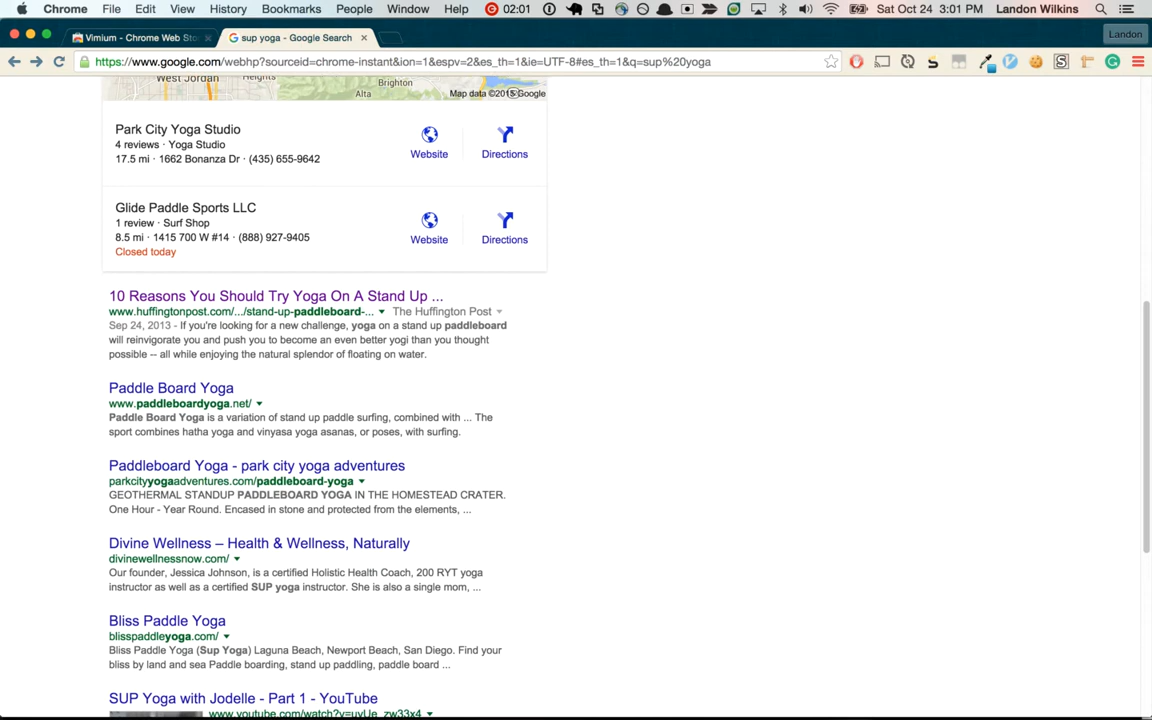 Chrome File Edit View History Bookmarks People Window Help 02:01 Sat Oct 24 3:01 PM Landon Wilkins
Vimium - Chrome Web Sto
sup yoga - Google Search
Landon
https://www.google.com/webhp?sourceid=chrome-instant&ion=1&espv=2&es_th=1&ie=UTF-8#es_th=1&q=sup%20yoga
West Jordan
Heights
Brighton
Alta
Map data ©2015 Google
Park City Yoga Studio
4 reviews · Yoga Studio
17.5 mi · 1662 Bonanza Dr · (435) 655-9642
Website
Directions
Glide Paddle Sports LLC
1 review · Surf Shop
8.5 mi · 1415 700 W #14 · (888) 927-9405
Closed today
Website
Directions
10 Reasons You Should Try Yoga On A Stand Up ...
www.huffingtonpost.com/.../stand-up-paddleboard-... The Huffington Post
Sep 24, 2013 - If you're looking for a new challenge, yoga on a stand up paddleboard
will reinvigorate you and push you to become an even better yogi than you thought
possible -- all while enjoying the natural splendor of floating on water.
Paddle Board Yoga
www.paddleboardyoga.net/
Paddle Board Yoga is a variation of stand up paddle surfing, combined with ... The
sport combines hatha yoga and vinyasa yoga asanas, or poses, with surfing.
Paddleboard Yoga - park city yoga adventures
parkcityyogaadventures.com/paddleboard-yoga
GEOTHERMAL STANDUP PADDLEBOARD YOGA IN THE HOMESTEAD CRATER.
One Hour - Year Round. Encased in stone and protected from the elements, ...
Divine Wellness – Health & Wellness, Naturally
divinewellnessnow.com/
Our founder, Jessica Johnson, is a certified Holistic Health Coach, 200 RYT yoga
instructor as well as a certified SUP yoga instructor. She is also a single mom, ...
Bliss Paddle Yoga
blisspaddleyoga.com/
Bliss Paddle Yoga (Sup Yoga) Laguna Beach, Newport Beach, San Diego. Find your
bliss by land and sea Paddle boarding, stand up paddling, paddle board ...
SUP Yoga with Jodelle - Part 1 - YouTube
www.youtube.com/watch?v=uyUe_zw33x4